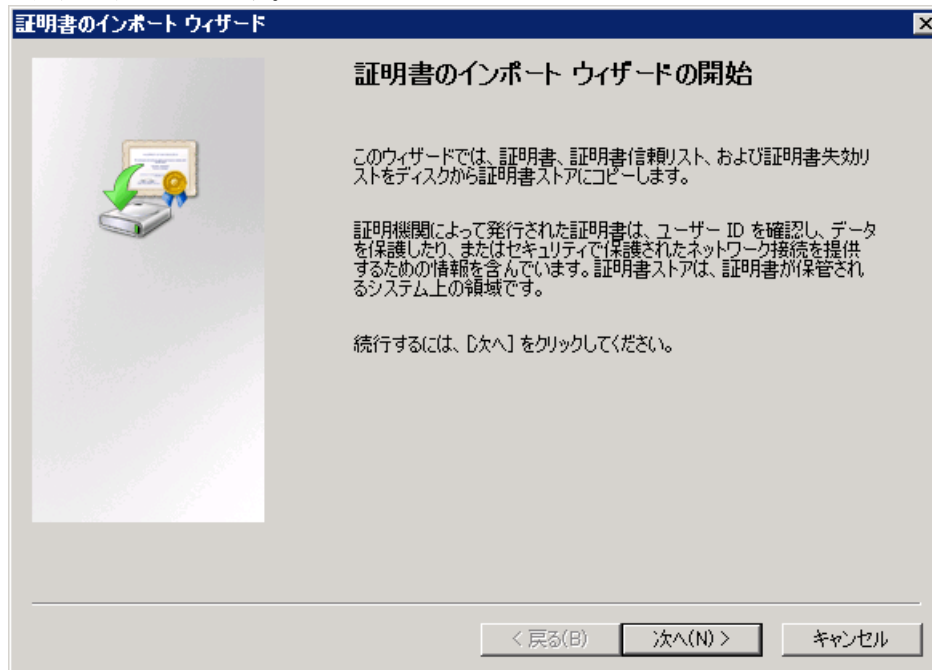 証明書のインポート ウィザード
証明書のインポート ウィザードの開始
このウィザードでは、証明書、証明書信頼リスト、および証明書失効リ
ストをディスクから証明書ストアにコピーします。
証明機関によって発行された証明書は、ユーザー ID を確認し、データ
を保護したり、またはセキュリティで保護されたネットワーク接続を提供
するための情報を含んでいます。証明書ストアは、証明書が保管され
るシステム上の領域です。
続行するには、[次へ] をクリックしてください。
< 戻る(B)
次へ(N) >
キャンセル